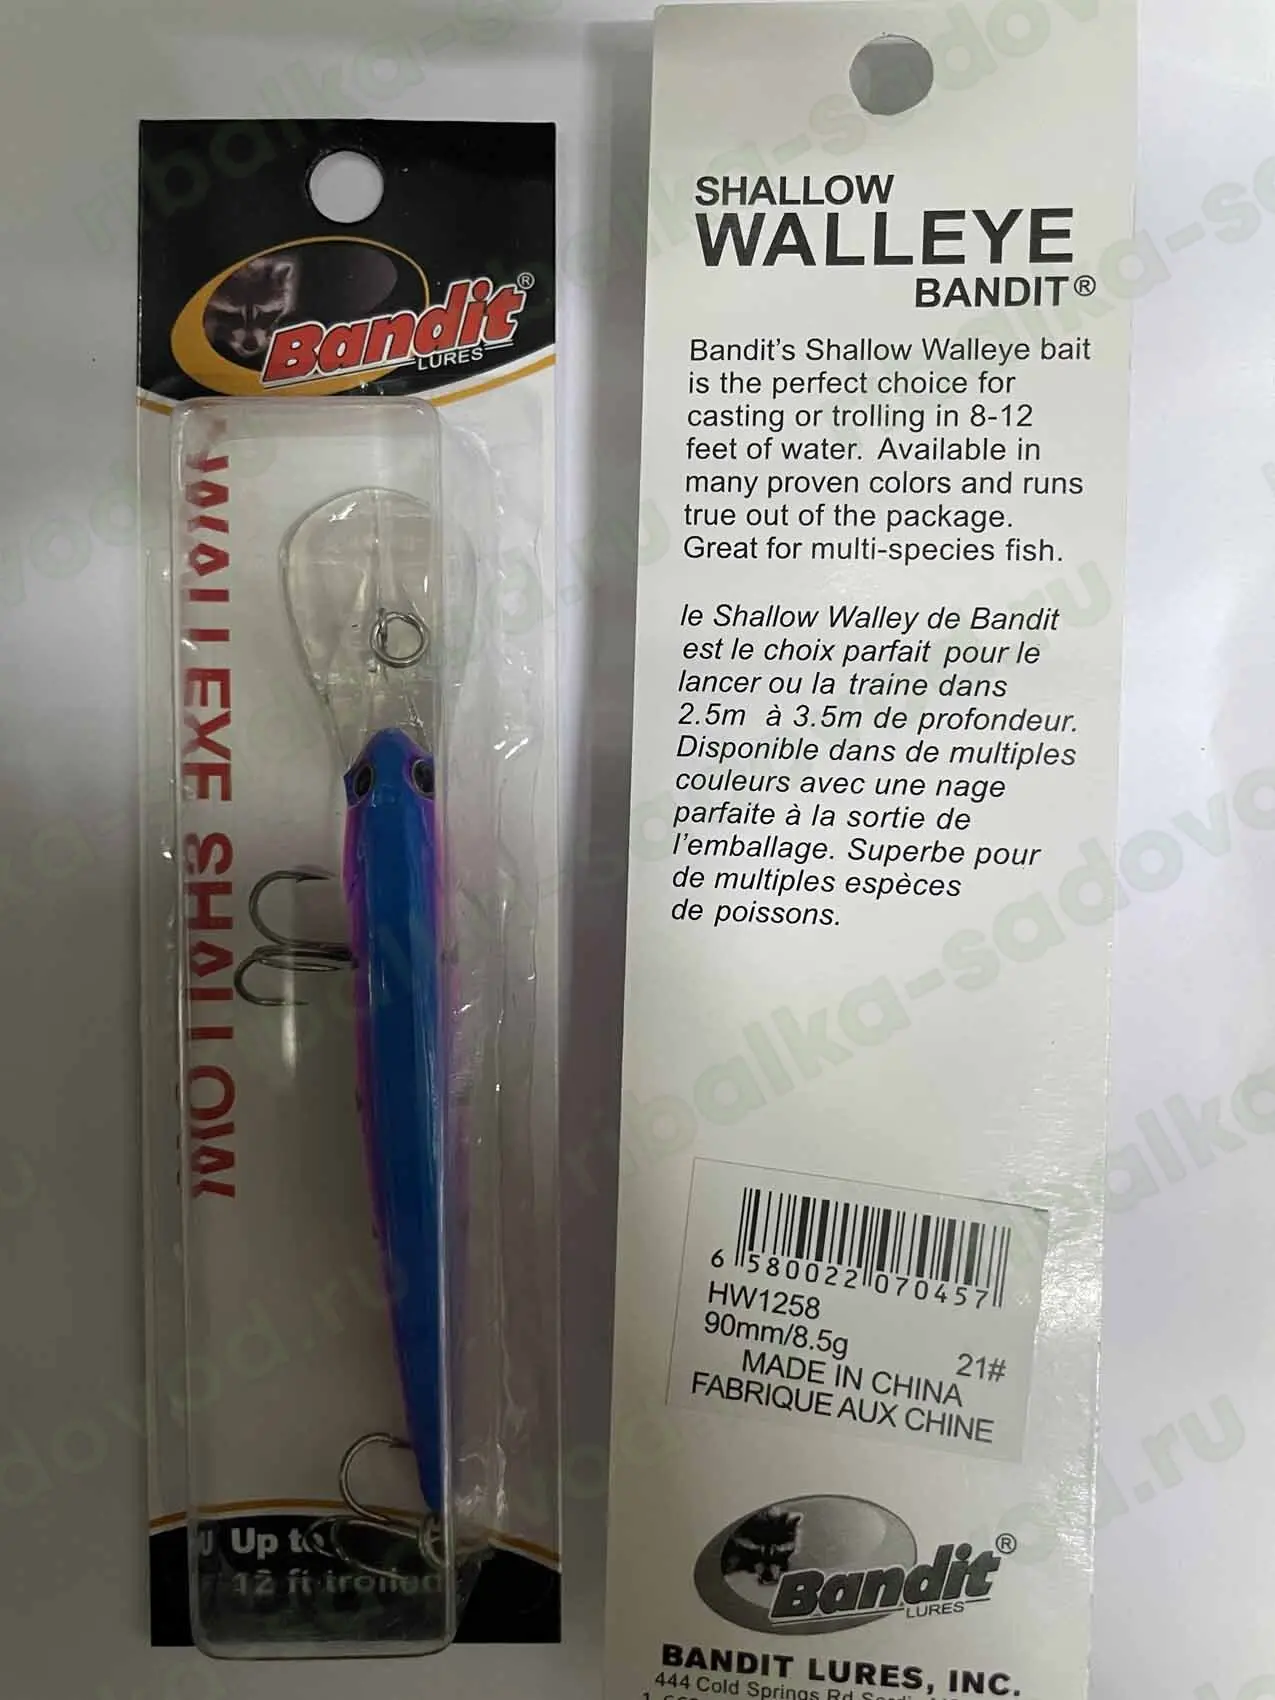 Bandit®
LURES
WALLEYE SHALLOW
Up to
12 ft trolled
SHALLOW
WALLEYE
BANDIT®
Bandit's Shallow Walleye bait
is the perfect choice for
casting or trolling in 8-12
feet of water. Available in
many proven colors and runs
true out of the package.
Great for multi-species fish.
le Shallow Walley de Bandit
est le choix parfait pour le
lancer ou la traine dans
2.5m à 3.5m de profondeur.
Disponible dans de multiples
couleurs avec une nage
parfaite à la sortie de
l'emballage. Superbe pour
de multiples espèces
de poissons.
6 580022 070457
HW1258
90mm/8.5g
21#
MADE IN CHINA
FABRIQUE AUX CHINE
Bandit®
LURES
BANDIT LURES, INC.
444 Cold Springs Rd
ribalka-sadovod.ru